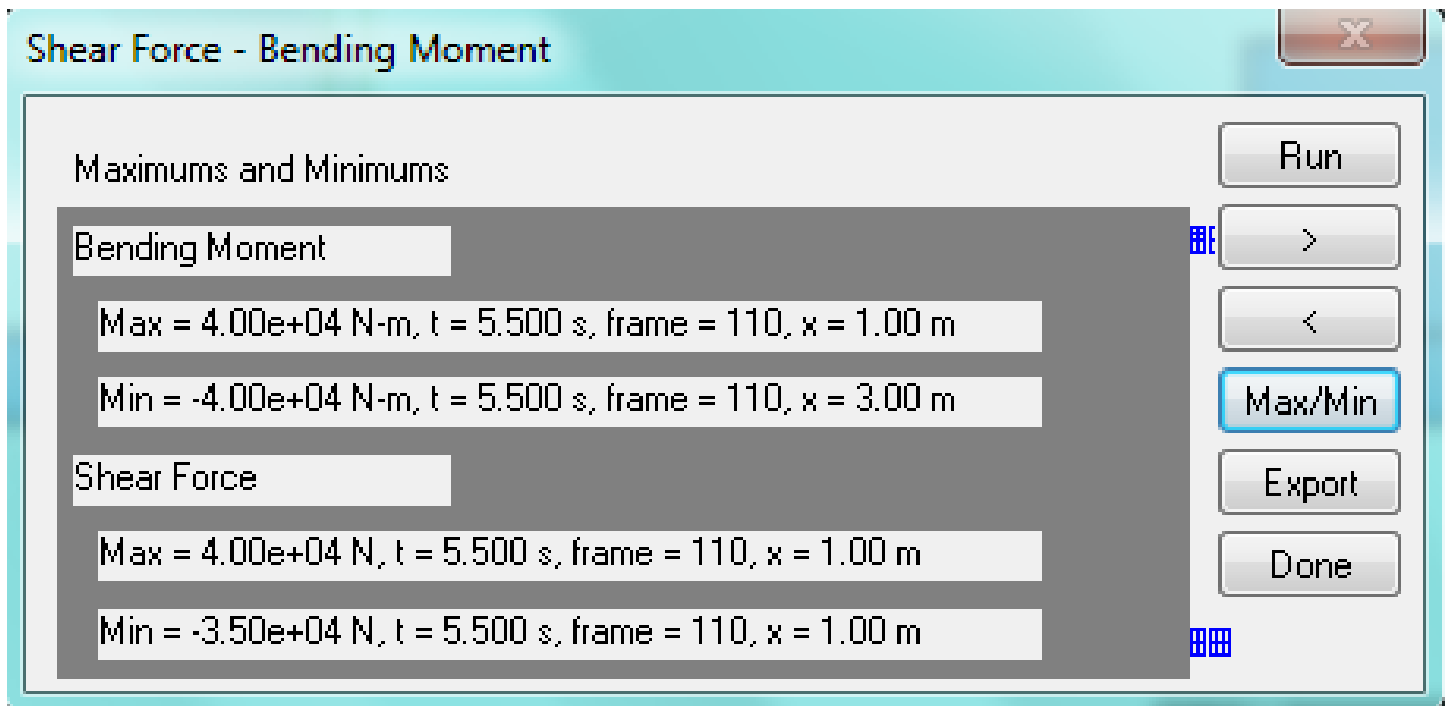 Shear Force - Bending Moment
X
Maximums and Minimums
Run
Bending Moment
>
Max = 4.00e+04 N-m, t = 5.500 s, frame = 110, x = 1.00 m
<
Min = -4.00e+04 N-m, t = 5.500 s, frame = 110, x = 3.00 m
Max/Min
Shear Force
Export
Max = 4.00e+04 N, t = 5.500 s, frame = 110, x = 1.00 m
Done
Min = -3.50e+04 N, t = 5.500 s, frame = 110, x = 1.00 m